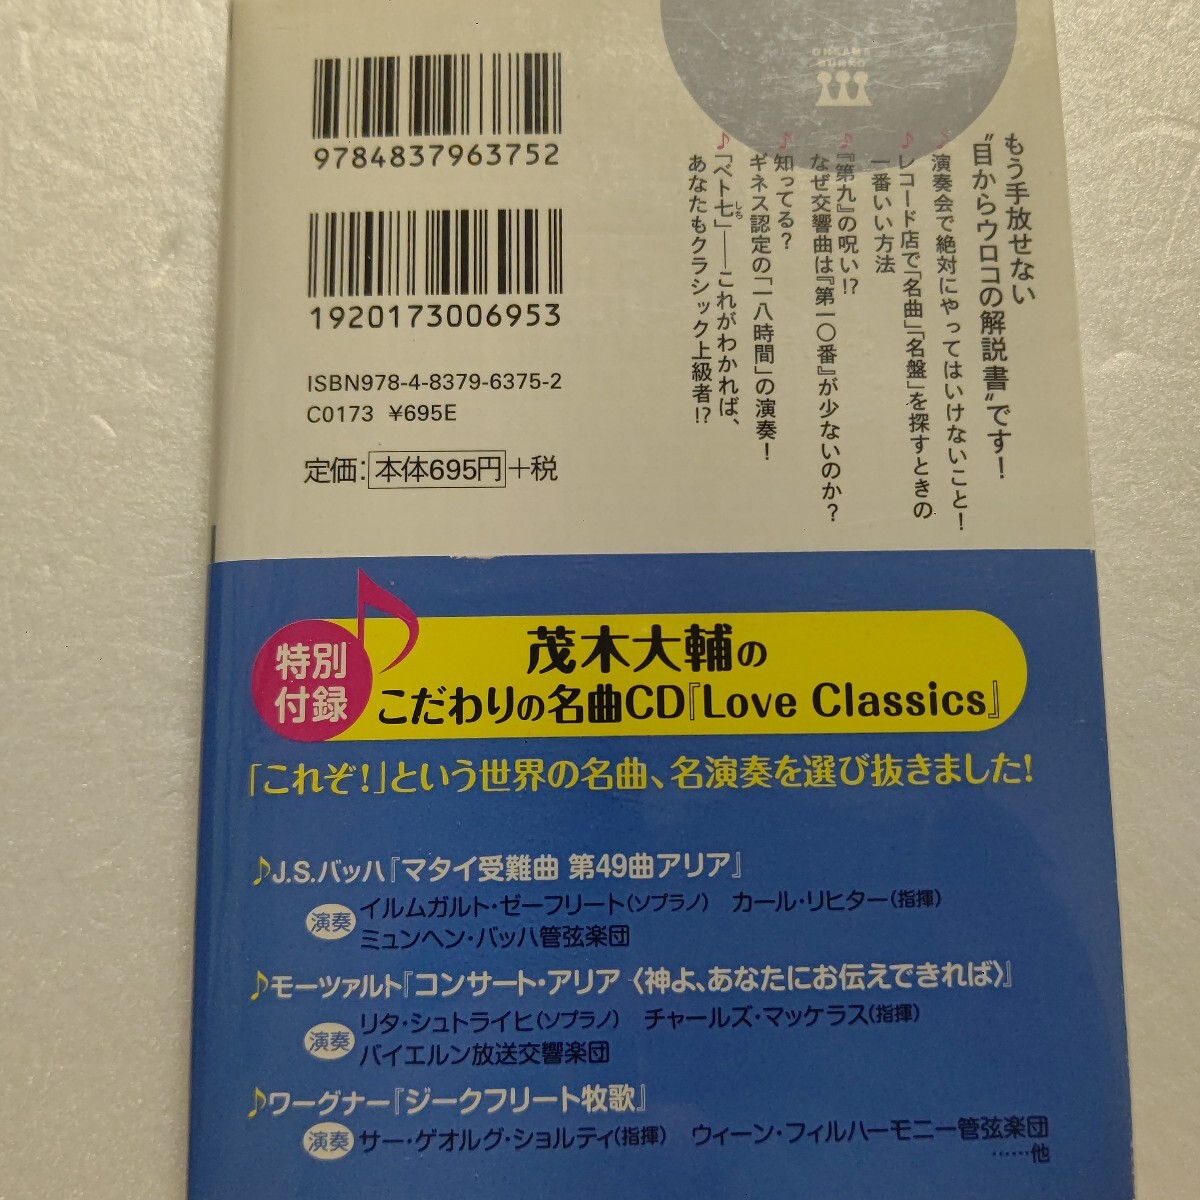 OHSAMA
BUNKO
もう手放せない
"目からウロコの解説書"です!
♪演奏会で絶対にやってはいけないこと!
♪レコード店で「名曲」「名盤」を探すときの
一番いい方法
♪『第九』の呪い!?
なぜ交響曲は『第一〇番』が少ないのか?
♪知ってる?
ギネス認定の「一八時間」の演奏!
♪「ベト七」――これがわかれば、
しち
あなたもクラシック上級者!?
9784837963752
1920173006953
ISBN978-4-8379-6375-2
C0173 ¥695E
定価: 本体695円 +税
特別
付録
茂木大輔の
こだわりの名曲CD『Love Classics』
「これぞ!」という世界の名曲、名演奏を選び抜きました!
♪J.S.バッハ『マタイ受難曲 第49曲アリア』
演奏 イルムガルト・ゼーフリート(ソプラノ) カール・リヒター(指揮)
ミュンヘン・バッハ管弦楽団
♪モーツァルト『コンサート・アリア〈神よ、あなたにお伝えできれば〉』
演奏 リタ・シュトライヒ(ソプラノ) チャールズ・マッケラス(指揮)
バイエルン放送交響楽団
♪ワーグナー『ジークフリート牧歌』
演奏 サー・ゲオルグ・ショルティ(指揮) ウィーン・フィルハーモニー管弦楽団
……他